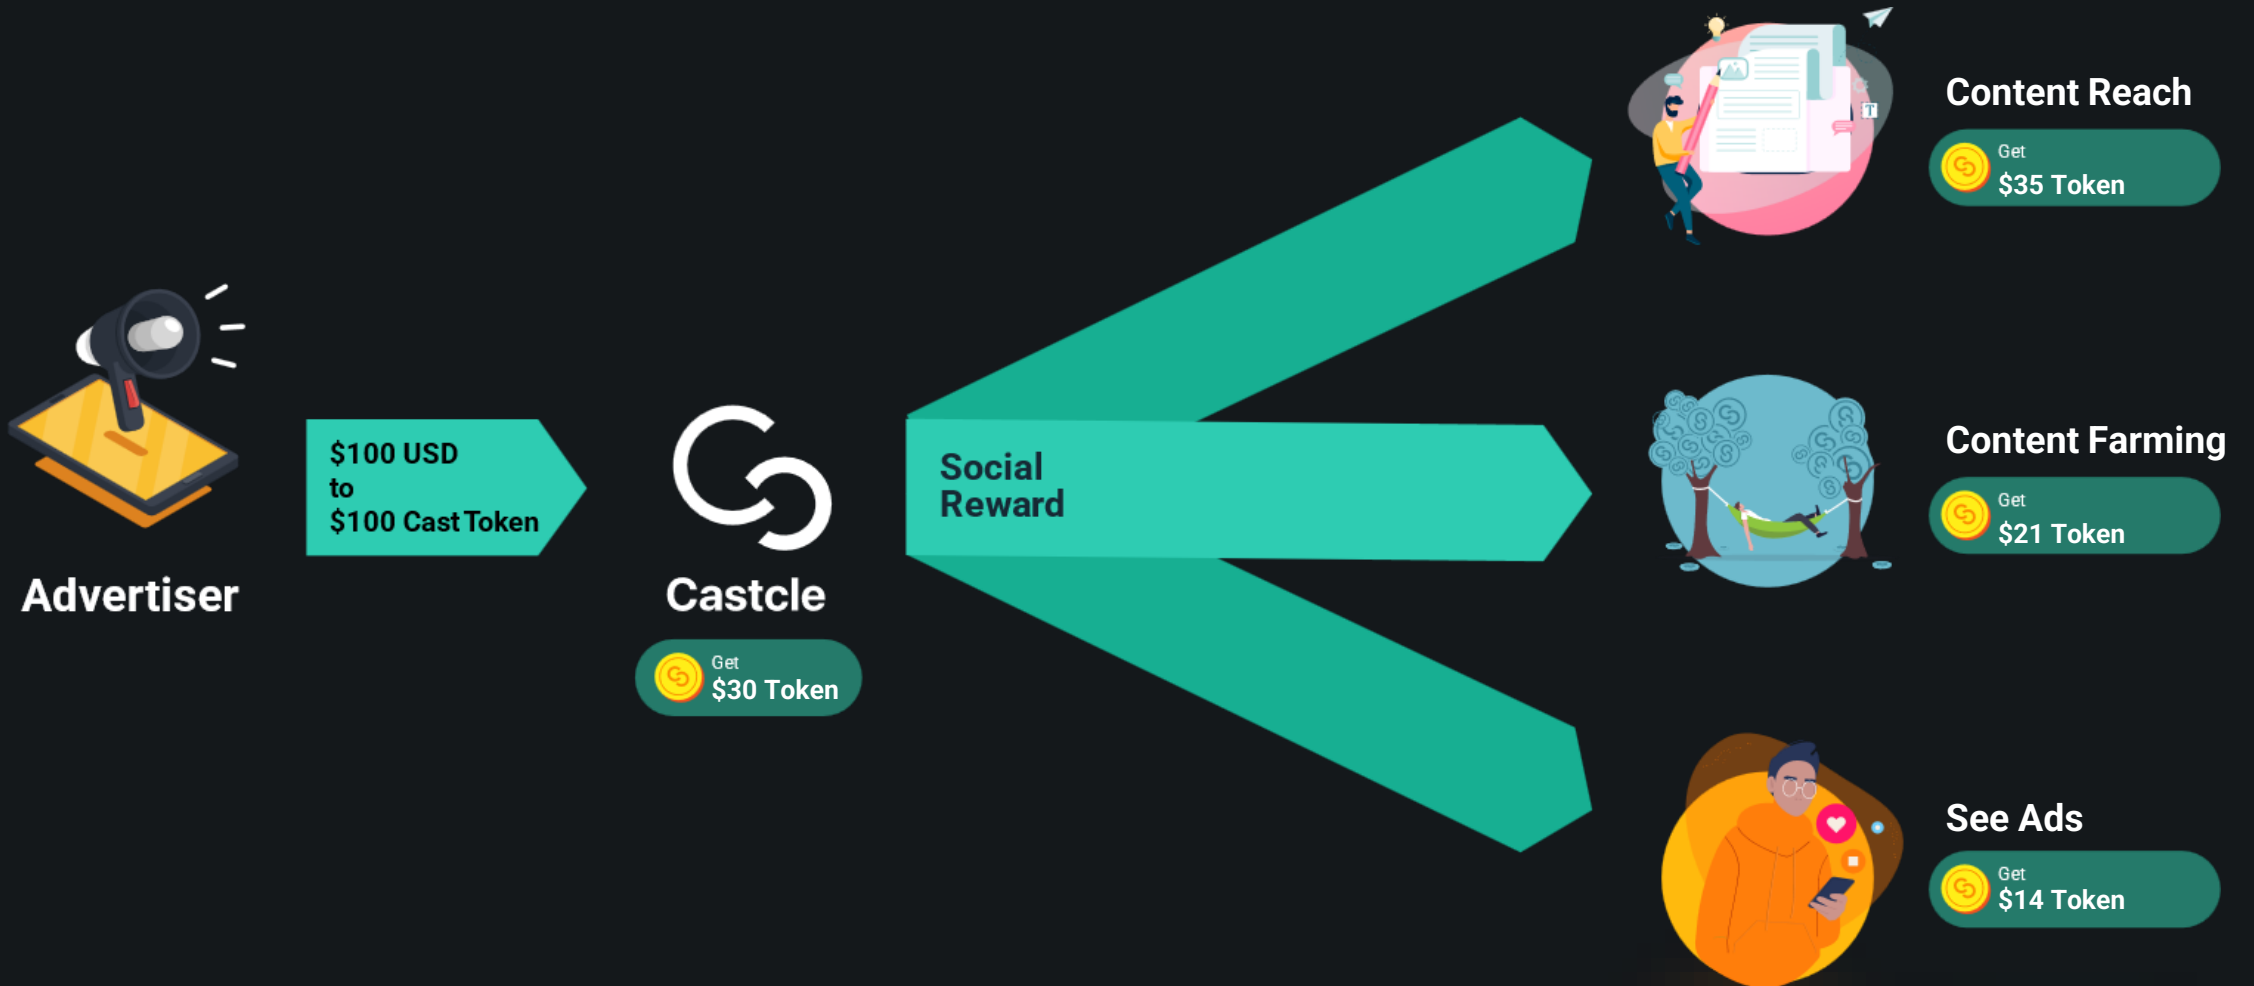 Advertiser
$100 USD
to
$100 Cast Token
Castcle
Get
$30 Token
Social
Reward
Content Reach
Get
$35 Token
T
Content Farming
Get
$21 Token
See Ads
Get
$14 Token